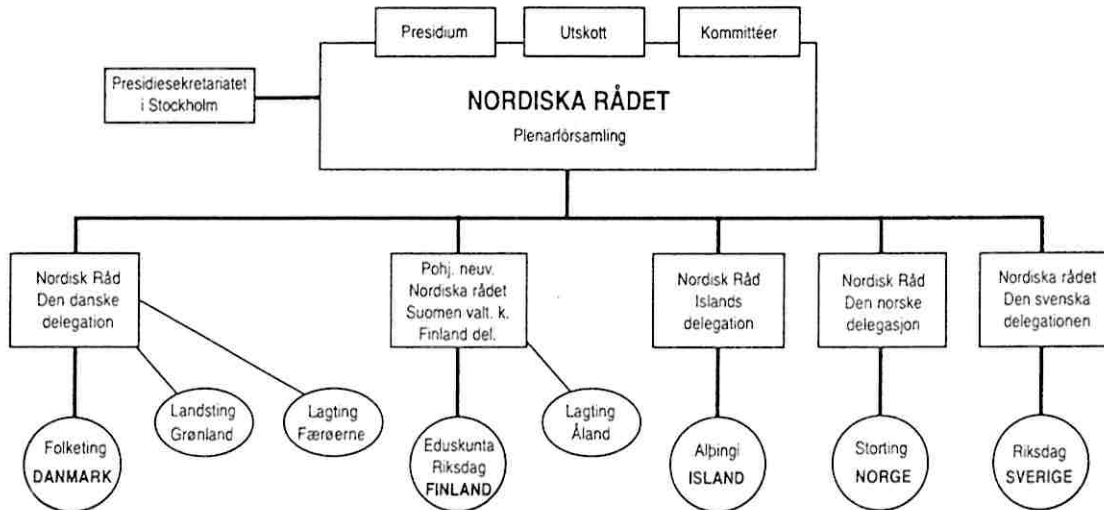 Presidium
Utskott
Kommittéer
Presidiesekretariatet
i Stockholm
NORDISKA RÅDET
Plenarförsamling
Nordisk Råd
Den danske
delegation
Pohj. neuv.
Nordiska rådet
Suomen valt. k.
Finland del.
Nordisk Råd
Islands
delegation
Nordisk Råd
Den norske
delegasjon
Nordiska rådet
Den svenska
delegationen
Landsting
Grønland
Lagting
Færøerne
Lagting
Åland
Folketing
DANMARK
Eduskunta
Riksdag
FINLAND
Alþingi
ISLAND
Storting
NORGE
Riksdag
SVERIGE